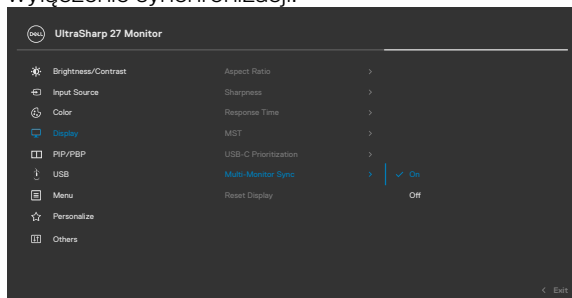 wyłączenie synchronizacji.
DELL UltraSharp 27 Monitor
Brightness/Contrast Aspect Ratio
Input Source Sharpness
Color Response Time
Display MST
PIP/PBP USB-C Prioritization
USB Multi-Monitor Sync On
Menu Reset Display Off
Personalize
Others
Exit